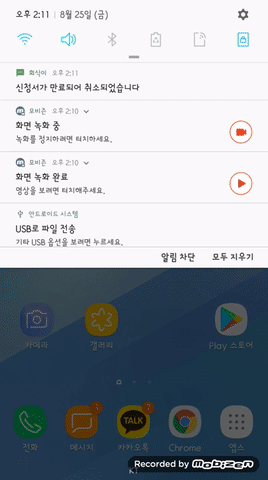 오후 2:11 | 8월 25일 (금)
화식이 오후 2:11
신청서가 만료되어 취소되었습니다
모비즌 오후 2:10
화면 녹화 중
녹화를 정지하려면 터치하세요.
모비즌 오후 2:10
화면 녹화 완료
영상을 보려면 터치해주세요.
안드로이드 시스템
USB로 파일 전송
기타 USB 옵션을 보려면 누르세요.
알림 차단 모두 지우기
카메라 갤러리 Play 스토어
TALK
전화 메시지 카카오톡 Chrome 앱스
Recorded by Mobizen
KT